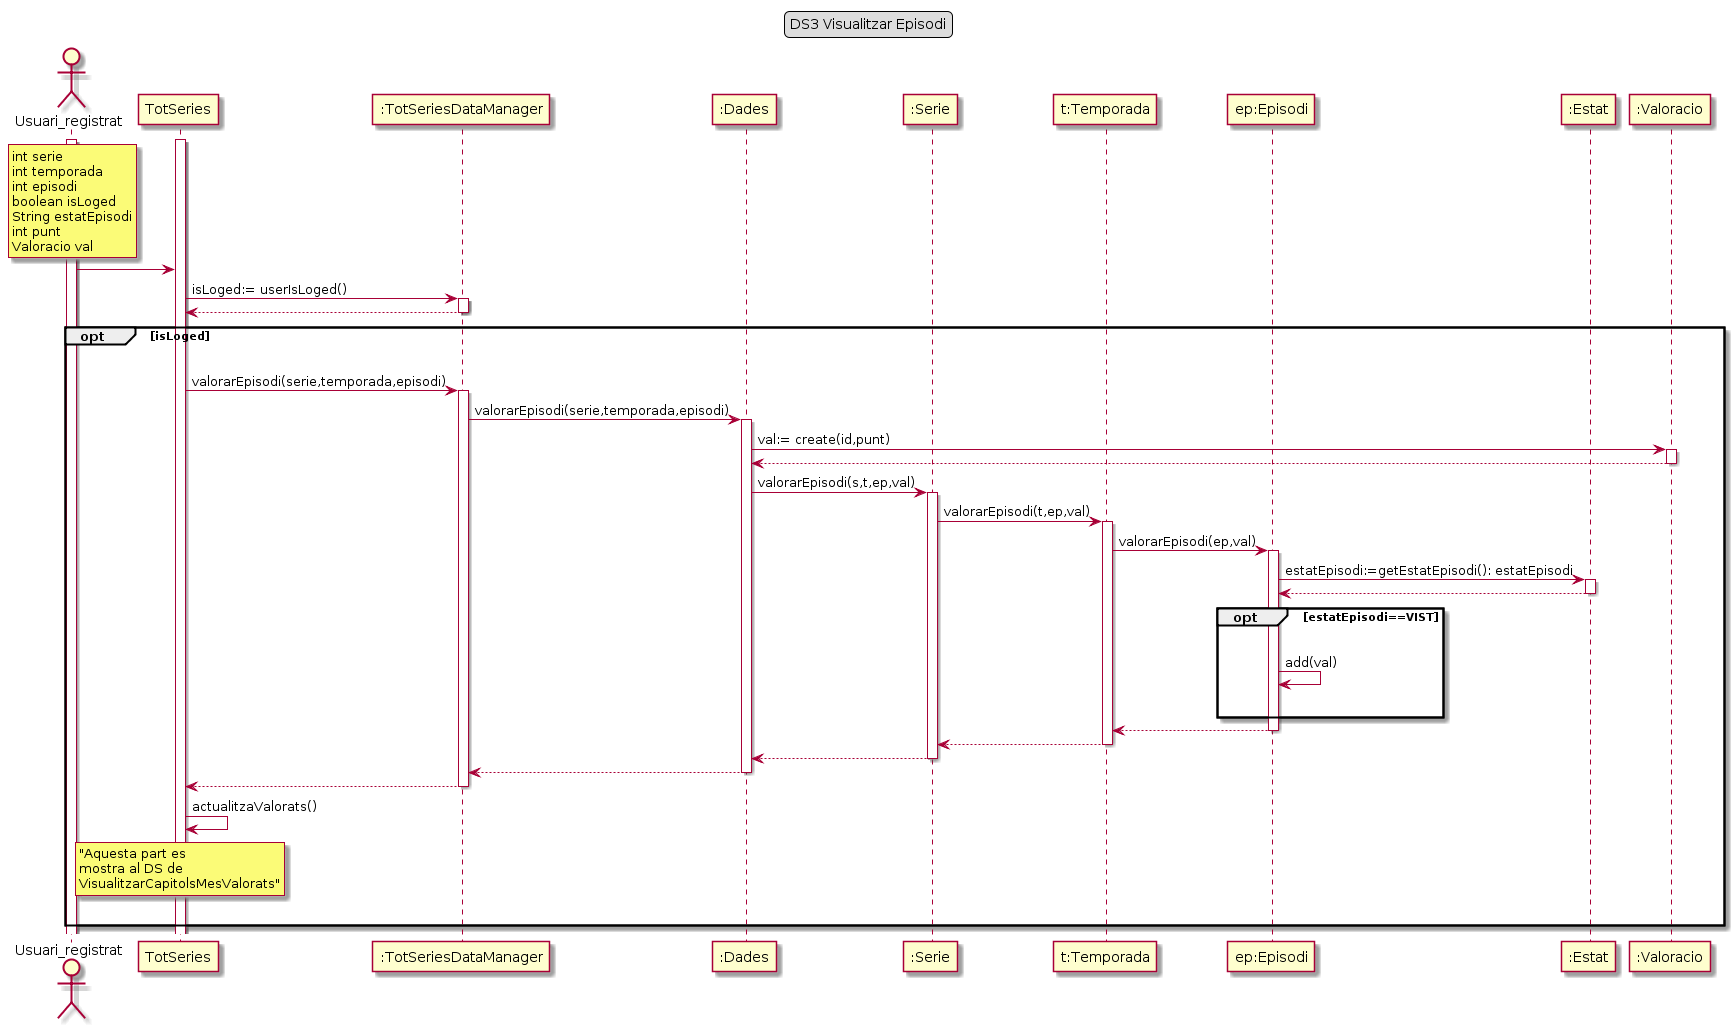 DS3 Visualitzar Episodi
Usuari_registrat
TotSeries
:TotSeriesDataManager
:Dades
:Serie
t:Temporada
ep:Episodi
:Estat
:Valoracio
int serie
int temporada
int episodi
boolean isLoged
String estatEpisodi
int punt
Valoracio val
isLoged:= userIsLoged()
opt
[isLoged]
valorarEpisodi(serie,temporada,episodi)
valorarEpisodi(serie,temporada,episodi)
val:= create(id,punt)
valorarEpisodi(s,t,ep,val)
valorarEpisodi(t,ep,val)
valorarEpisodi(ep,val)
estatEpisodi:=getEstatEpisodi(): estatEpisodi
opt
[estatEpisodi==VIST]
add(val)
actualitzaValorats()
"Aquesta part es
mostra al DS de
VisualitzarCapitolsMesValorats"
Usuari_registrat
TotSeries
:TotSeriesDataManager
:Dades
:Serie
t:Temporada
ep:Episodi
:Estat
:Valoracio